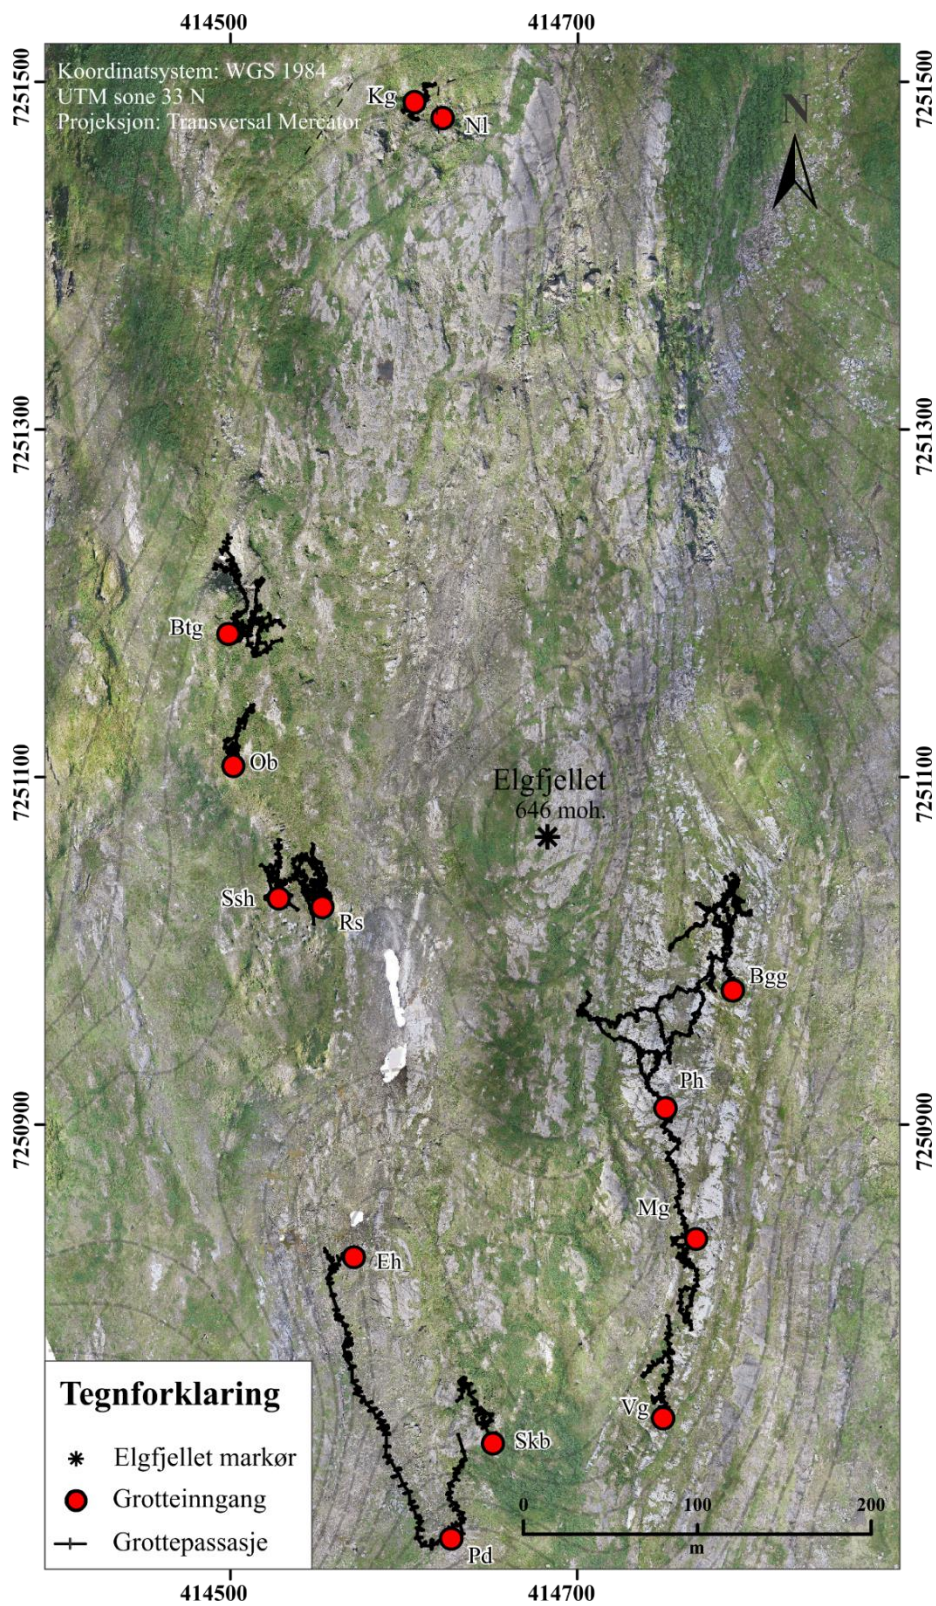 414500
414700
Koordinatsystem: WGS 1984
UTM sone 33 N
Projeksjon: Transversal Mercator
7251500
7251500
Kg
Nl
N
7251300
7251300
Btg
Ob
7251100
7251100
Elgfjellet
646 moh.
Ssh
Rs
Bgg
Ph
7250900
7250900
Mg
Eh
Vg
Skb
Pd
Tegnforklaring
Elgfjellet markør
Grotteinngang
Grottepassasje
0
100
200
m
414500
414700